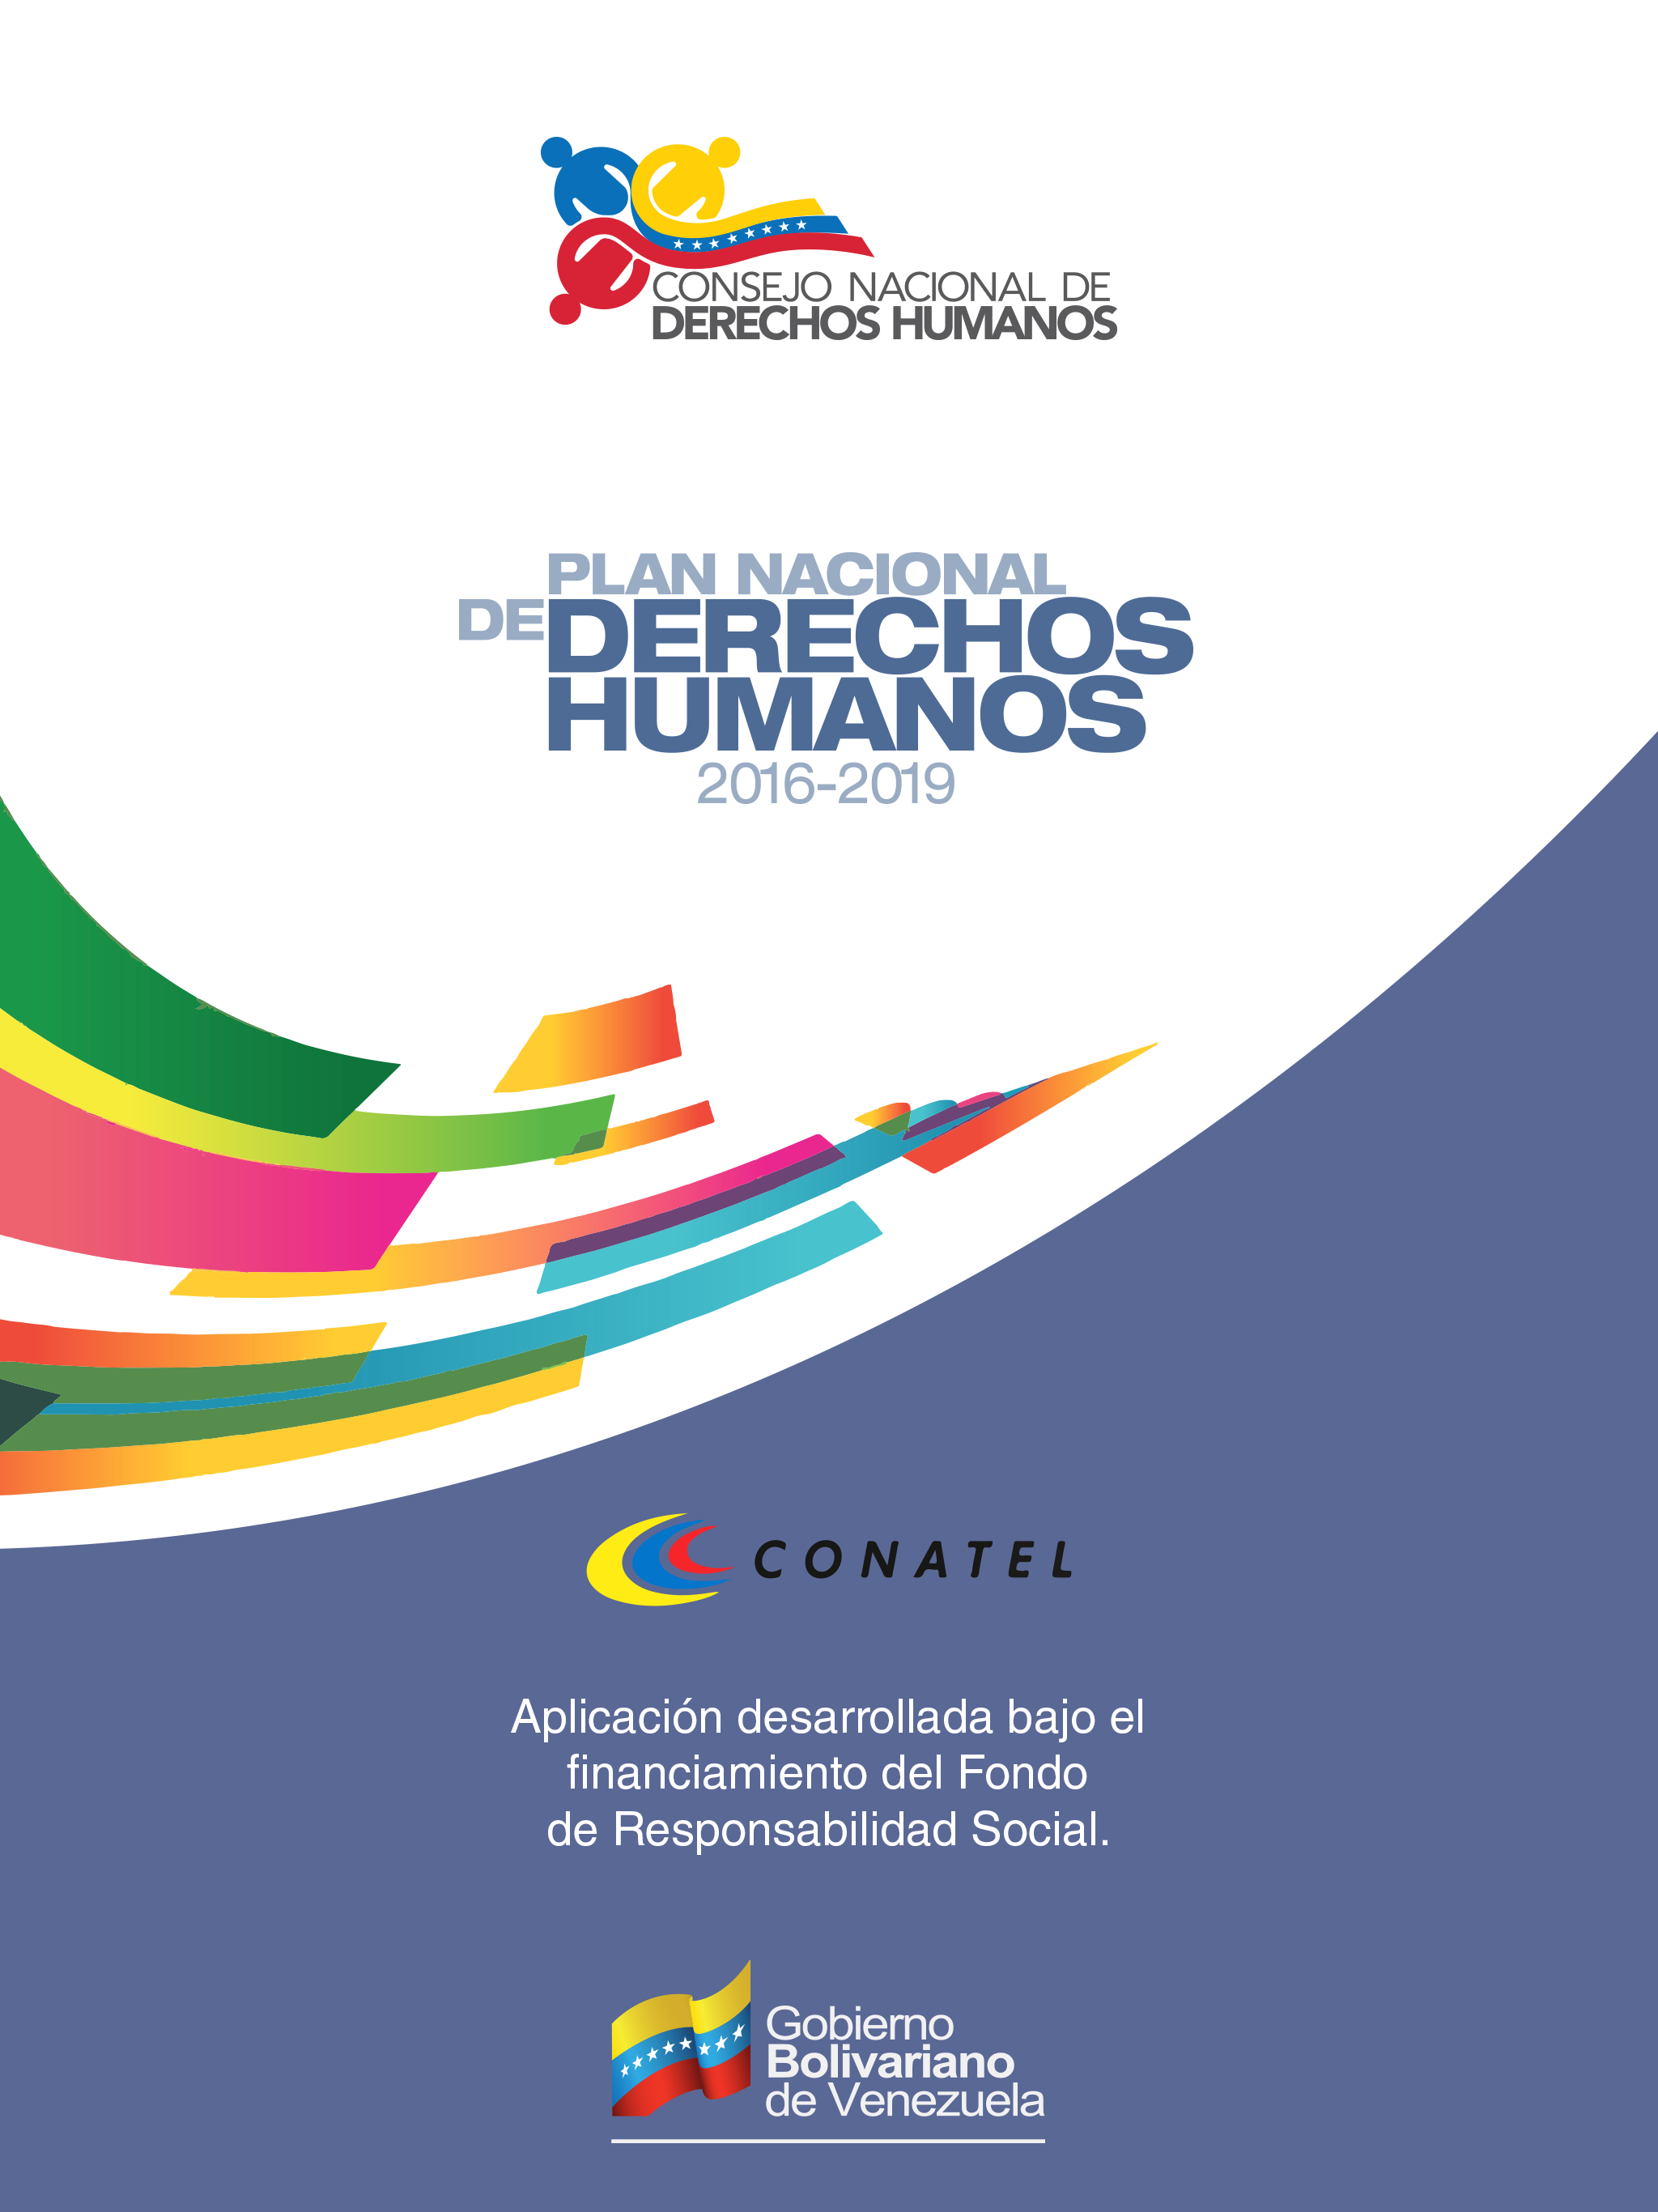 CONSEJO NACIONAL DE
DERECHOS HUMANOS
PLAN NACIONAL
DE DERECHOS
HUMANOS
2016-2019
CONATEL
Aplicación desarrollada bajo el
financiamiento del Fondo
de Responsabilidad Social.
Gobierno
Bolivariano
de Venezuela